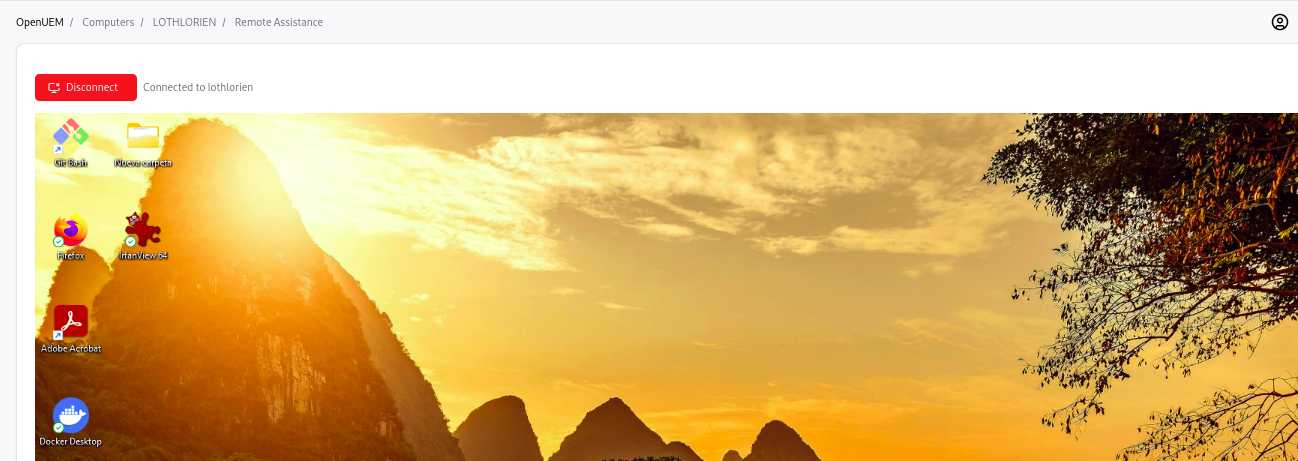 OpenUEM / Computers / LOTHLORIEN / Remote Assistance
Disconnect Connected to lothlorien
Git Bash Nueva carpeta
Firefox IrfanView 64
Adobe Acrobat
Docker Desktop